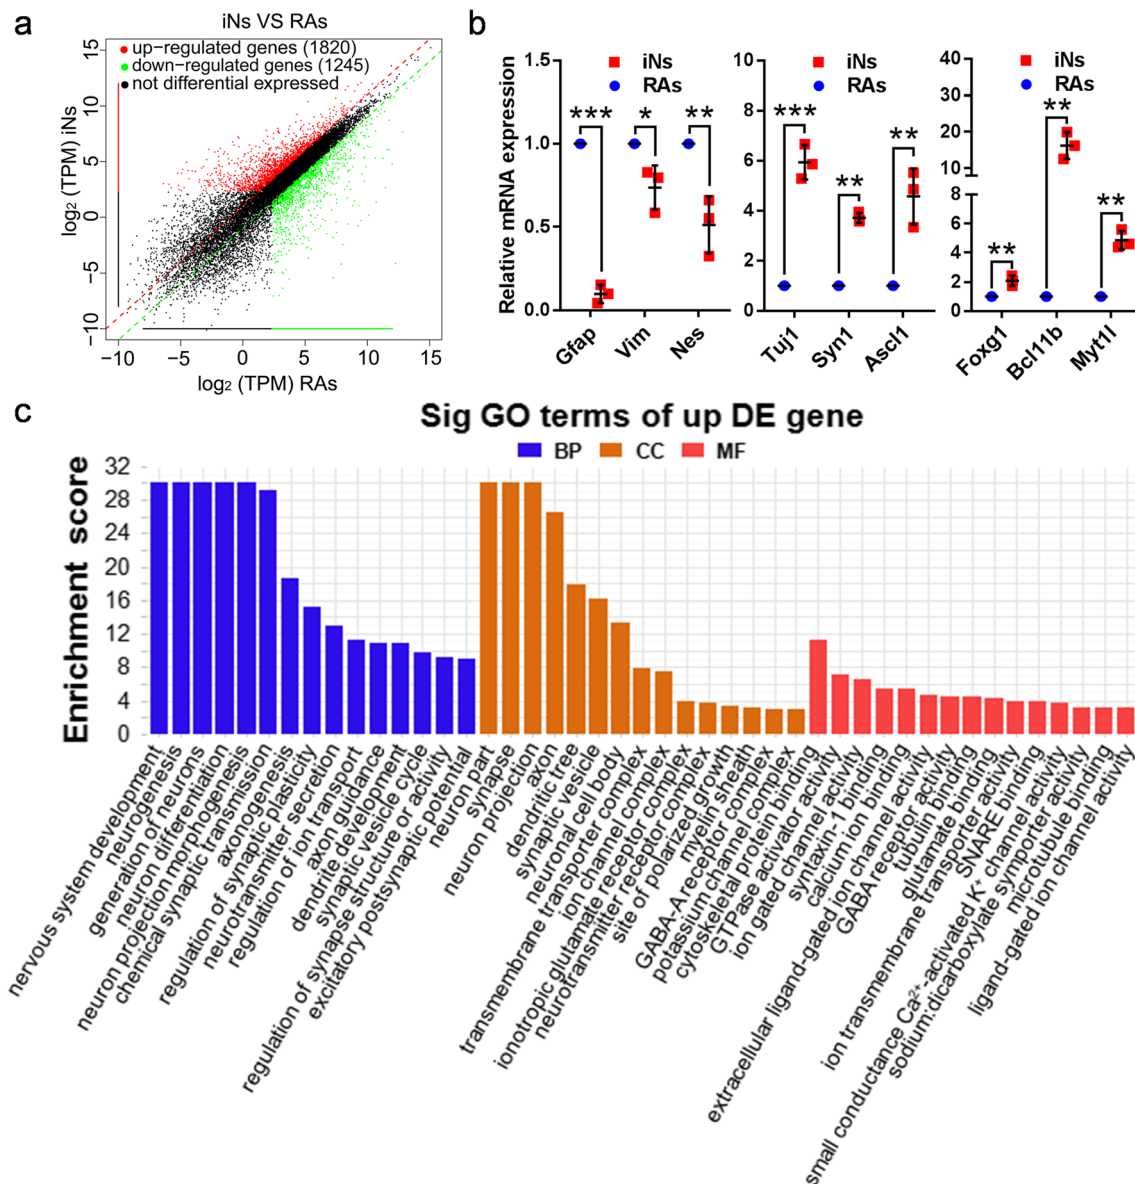 a
iNs VS RAs
up-regulated genes (1820)
down-regulated genes (1245)
not differential expressed
log2 (TPM) iNs
15
10
5
0
-5
-10
-10
-5
0
5
10
15
log2 (TPM) RAs
b
Relative mRNA expression
1.5
1.0
0.5
0.0
iNs
RAs
***
*
**
Gfap
Vim
Nes
10
8
6
4
2
0
iNs
RAs
***
**
**
Tuj1
Syn1
Ascl1
40
30
20
10
8
6
4
2
0
iNs
RAs
**
**
**
Foxg1
Bcl11b
Myt1l
c
Sig GO terms of up DE gene
BP
CC
MF
Enrichment score
32
28
24
20
16
12
8
4
0
nervous system development
neurogenesis
generation of neurons
neuron differentiation
neuron projection morphogenesis
chemical synaptic transmission
axonogenesis
regulation of synaptic plasticity
neurotransmitter secretion
regulation of ion transport
axon guidance
dendrite development
synaptic vesicle cycle
regulation of synapse structure or activity
excitatory postsynaptic potential
neuron part
synapse
neuron projection
axon
dendritic tree
synaptic vesicle
neuronal cell body
transmembrane transporter complex
ion channel complex
ionotropic glutamate receptor complex
neurotransmitter receptor complex
site of polarized growth
myelin sheath
GABA-A receptor complex
potassium channel complex
cytoskeletal protein binding
GTPase activator activity
ion gated channel activity
syntaxin-1 binding
calcium ion binding
extracellular ligand-gated ion channel activity
GABA receptor activity
tubulin binding
glutamate binding
ion transmembrane transporter activity
SNARE binding
small conductance Ca2+-activated K+ channel activity
sodium:dicarboxylate symporter activity
microtubule binding
ligand-gated ion channel activity